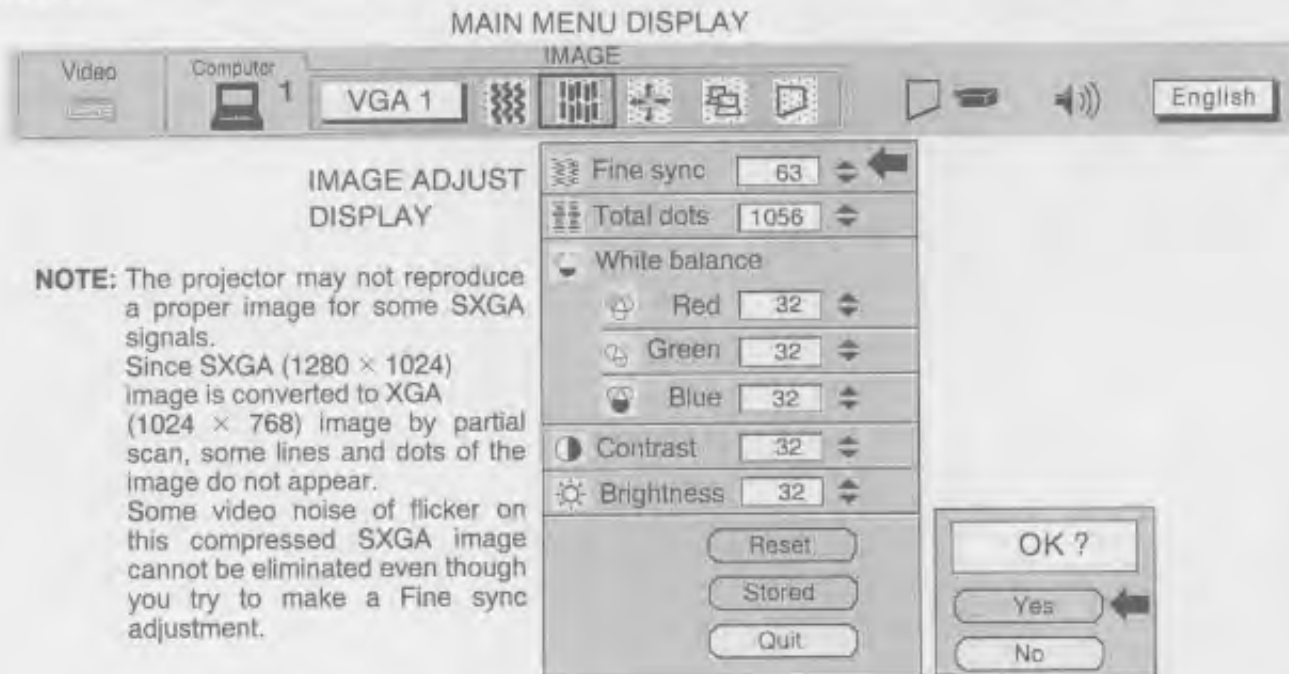 MAIN MENU DISPLAY
IMAGE
Video
Computer
1
VGA 1
English
IMAGE ADJUST
DISPLAY
NOTE: The projector may not reproduce
a proper image for some SXGA
signals.
Since SXGA (1280 × 1024)
image is converted to XGA
(1024 × 768) image by partial
scan, some lines and dots of the
image do not appear.
Some video noise of flicker on
this compressed SXGA image
cannot be eliminated even though
you try to make a Fine sync
adjustment.
Fine sync 63
Total dots 1056
White balance
Red 32
Green 32
Blue 32
Contrast 32
Brightness 32
Reset
Stored
Quit
OK ?
Yes
No